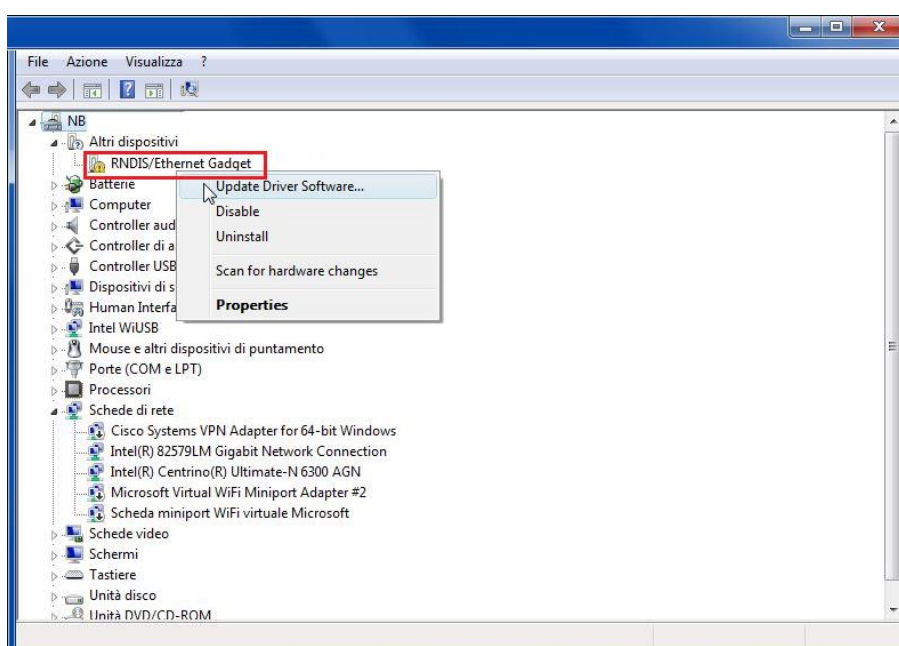 File Azione Visualizza ?
NB
Altri dispositivi
RNDIS/Ethernet Gadget
Batterie
Update Driver Software...
Computer
Disable
Controller aud
Uninstall
Controller di a
Controller USB
Scan for hardware changes
Dispositivi di s
Human Interfa
Properties
Intel WiUSB
Mouse e altri dispositivi di puntamento
Porte (COM e LPT)
Processori
Schede di rete
Cisco Systems VPN Adapter for 64-bit Windows
Intel(R) 82579LM Gigabit Network Connection
Intel(R) Centrino(R) Ultimate-N 6300 AGN
Microsoft Virtual WiFi Miniport Adapter #2
Scheda miniport WiFi virtuale Microsoft
Schede video
Schermi
Tastiere
Unità disco
Unità DVD/CD-ROM